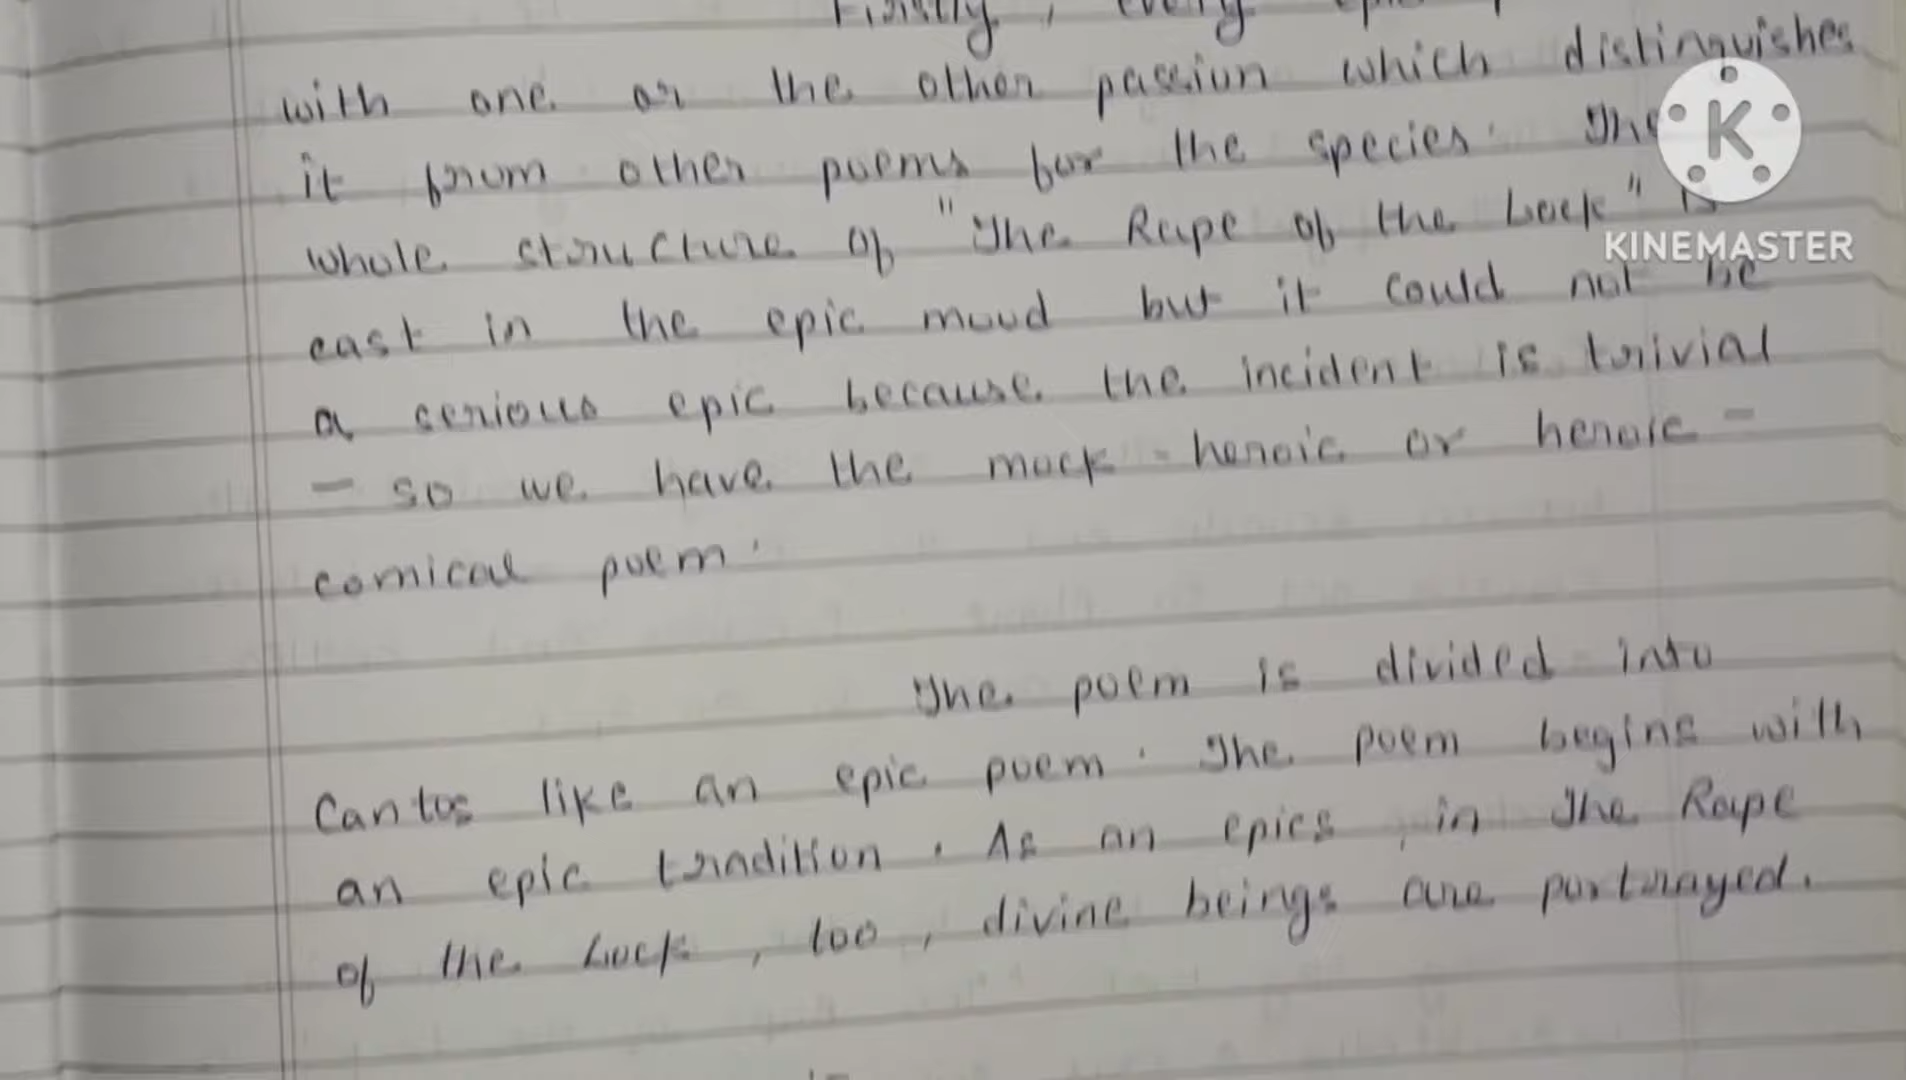 Firstly, every
with one or the other passion which distinguishes
it from other poems for the species. The
whole structure of "The Rape of the Lock" is
cast in the epic mood but it could not be
a serious epic because the incident is trivial
- so we have the mock-heroic or heroic -
comical poem.
The poem is divided into
Cantos like an epic poem. The poem begins with
an epic tradition. As an epics, in The Rape
of the Lock, too, divine beings are portrayed.
K
KINEMASTER